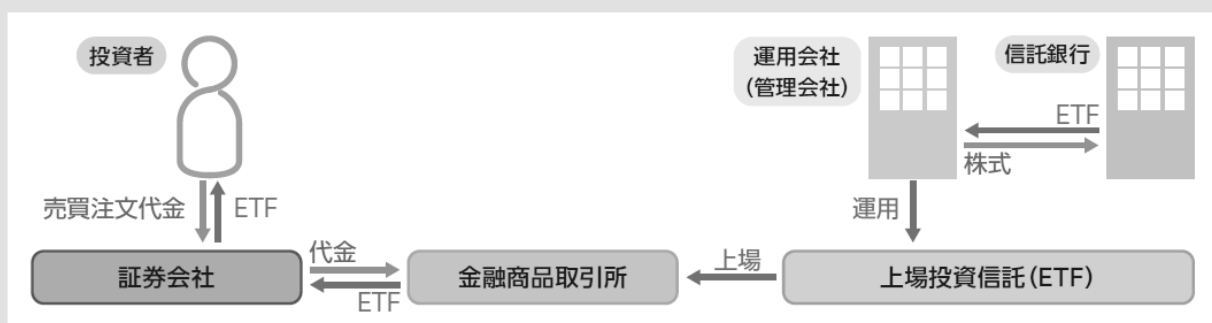 投資者
運用会社
(管理会社)
信託銀行
ETF
株式
売買注文代金
ETF
運用
証券会社
代金
ETF
金融商品取引所
上場
上場投資信託(ETF)